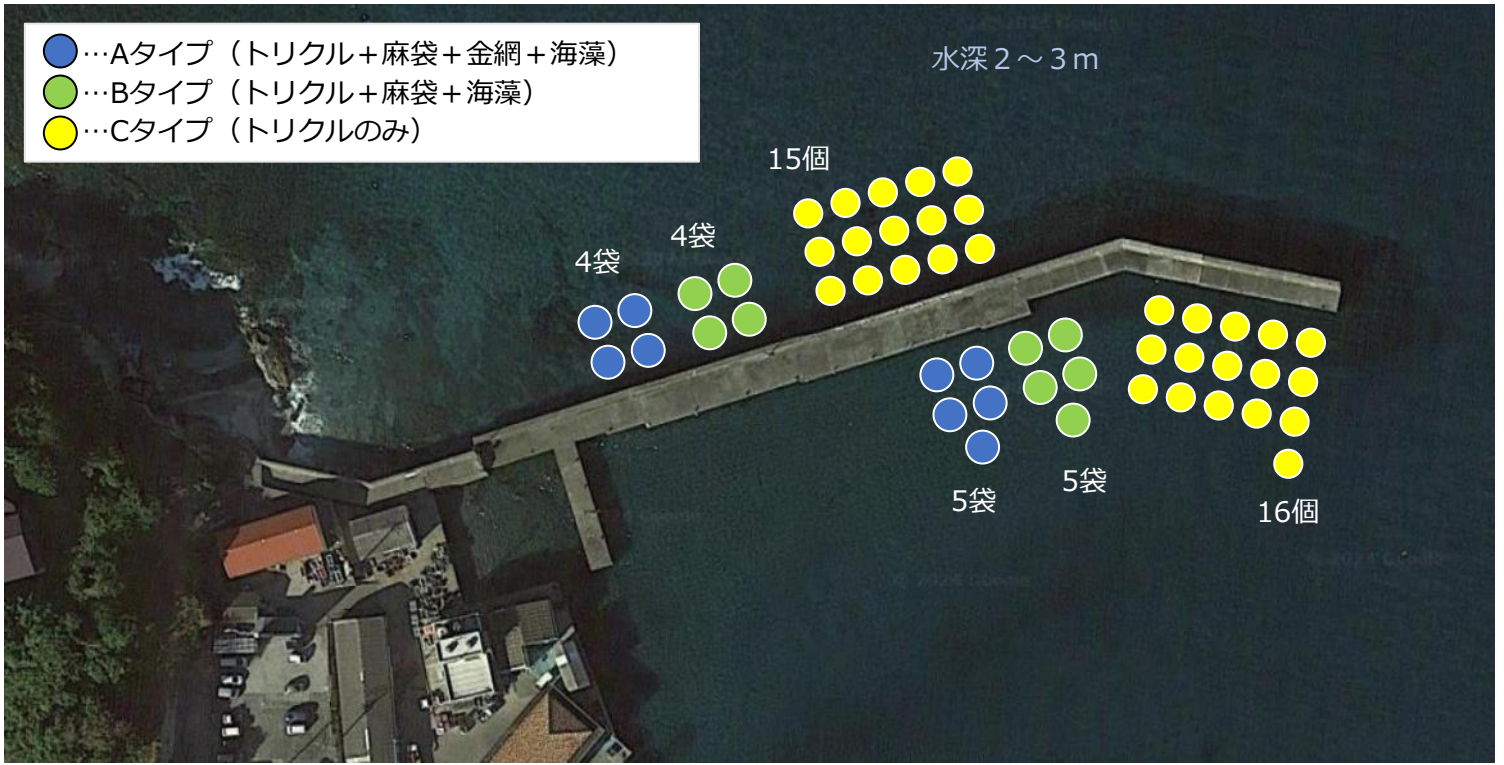 …Aタイプ（トリクル＋麻袋＋金網＋海藻）
…Bタイプ（トリクル＋麻袋＋海藻）
…Cタイプ（トリクルのみ）
水深２～３ｍ
15個
4袋
4袋
5袋
5袋
16個
© 2024 Google